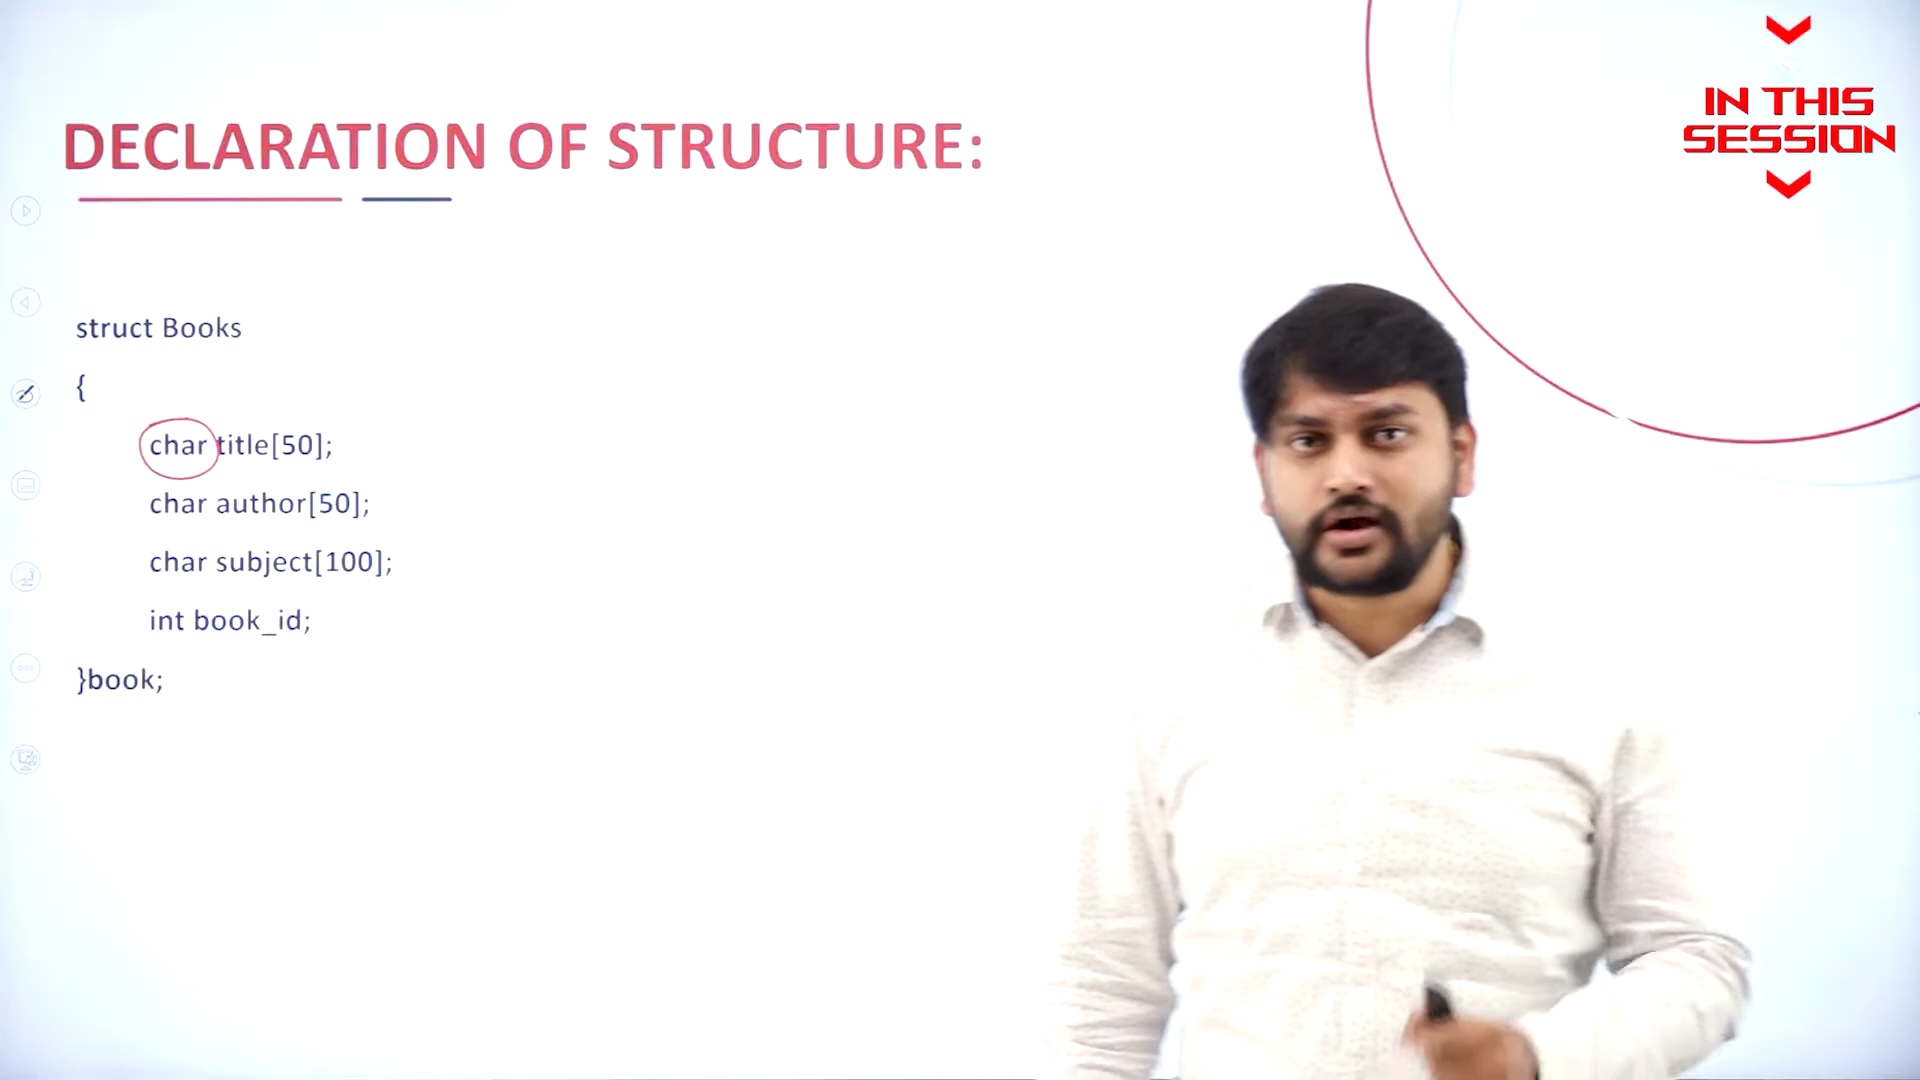 IN THIS
SESSION
DECLARATION OF STRUCTURE:
struct Books
{
char title[50];
char author[50];
char subject[100];
int book_id;
}book;